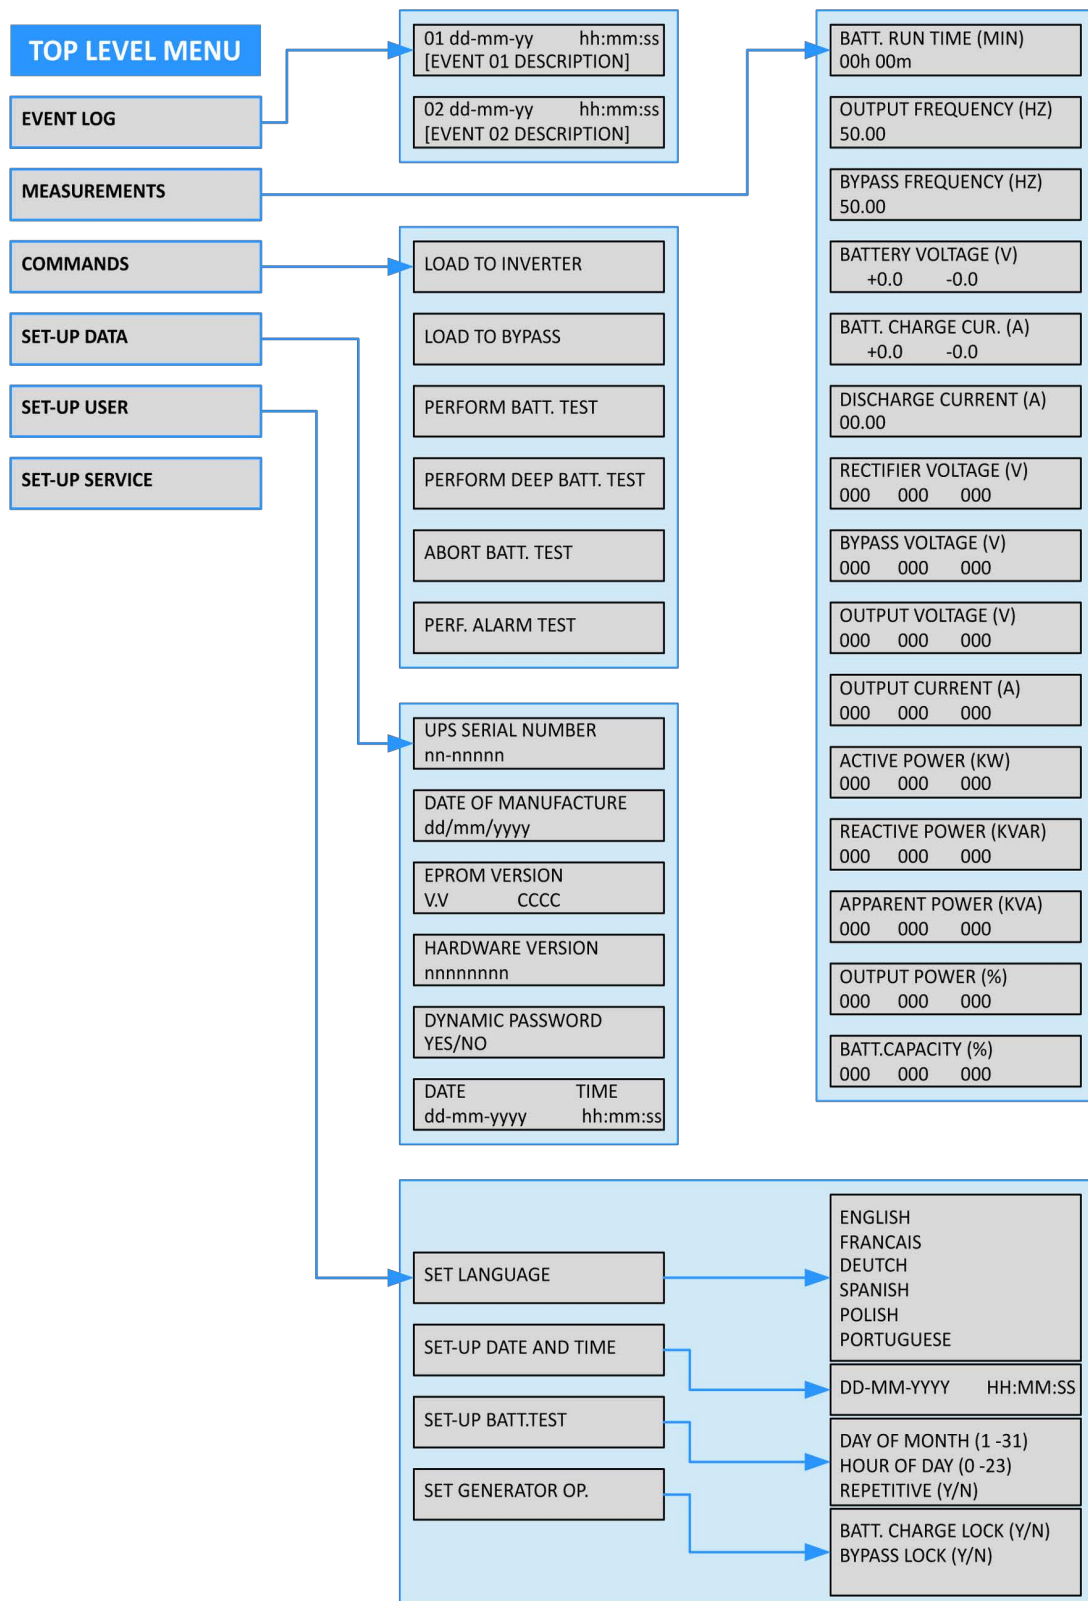 TOP LEVEL MENU
EVENT LOG
MEASUREMENTS
COMMANDS
SET-UP DATA
SET-UP USER
SET-UP SERVICE
01 dd-mm-yy hh:mm:ss
[EVENT 01 DESCRIPTION]
02 dd-mm-yy hh:mm:ss
[EVENT 02 DESCRIPTION]
LOAD TO INVERTER
LOAD TO BYPASS
PERFORM BATT. TEST
PERFORM DEEP BATT. TEST
ABORT BATT. TEST
PERF. ALARM TEST
UPS SERIAL NUMBER
nn-nnnnn
DATE OF MANUFACTURE
dd/mm/yyyy
EPROM VERSION
V.V CCCC
HARDWARE VERSION
nnnnnnnn
DYNAMIC PASSWORD
YES/NO
DATE TIME
dd-mm-yyyy hh:mm:ss
BATT. RUN TIME (MIN)
00h 00m
OUTPUT FREQUENCY (HZ)
50.00
BYPASS FREQUENCY (HZ)
50.00
BATTERY VOLTAGE (V)
+0.0 -0.0
BATT. CHARGE CUR. (A)
+0.0 -0.0
DISCHARGE CURRENT (A)
00.00
RECTIFIER VOLTAGE (V)
000 000 000
BYPASS VOLTAGE (V)
000 000 000
OUTPUT VOLTAGE (V)
000 000 000
OUTPUT CURRENT (A)
000 000 000
ACTIVE POWER (KW)
000 000 000
REACTIVE POWER (KVAR)
000 000 000
APPARENT POWER (KVA)
000 000 000
OUTPUT POWER (%)
000 000 000
BATT.CAPACITY (%)
000 000 000
SET LANGUAGE
SET-UP DATE AND TIME
SET-UP BATT.TEST
SET GENERATOR OP.
ENGLISH
FRANCAIS
DEUTCH
SPANISH
POLISH
PORTUGUESE
DD-MM-YYYY HH:MM:SS
DAY OF MONTH (1 -31)
HOUR OF DAY (0 -23)
REPETITIVE (Y/N)
BATT. CHARGE LOCK (Y/N)
BYPASS LOCK (Y/N)